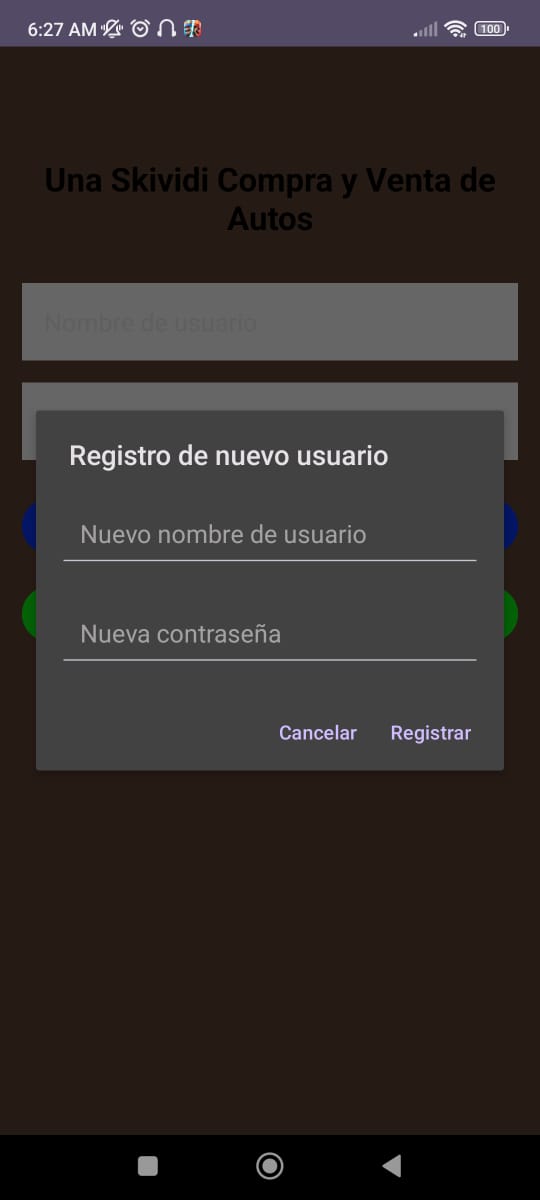 6:27 AM
100
Una Skividi Compra y Venta de
Autos
Nombre de usuario
Registro de nuevo usuario
Nuevo nombre de usuario
Nueva contraseña
Cancelar Registrar